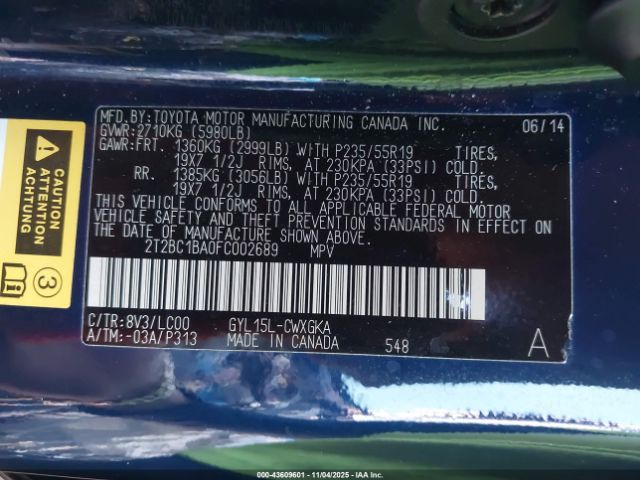 MFD.BY:TOYOTA MOTOR MANUFACTURING CANADA INC. 06/14
GVWR:2710KG (5980LB)
GAWR:FRT. 1360KG (2999LB) WITH P235/55R19 TIRES,
19X7 1/2J RIMS, AT 230KPA (33PSI) COLD.
RR. 1385KG (3056LB) WITH P235/55R19 TIRES,
19X7 1/2J RIMS, AT 230KPA (33PSI) COLD.
THIS VEHICLE CONFORMS TO ALL APPLICABLE FEDERAL MOTOR
VEHICLE SAFETY AND THEFT PREVENTION STANDARDS IN EFFECT ON
THE DATE OF MANUFACTURE SHOWN ABOVE.
2T2BC1BA0FC002689 MPV
C/TR:8V3/LC00 GYL15L-CWXGKA
A/TM:-03A/P313 MADE IN CANADA 548 A
CAUTION
ATTENTION
3
000-43609601 - 11/04/2025 - IAA Inc.